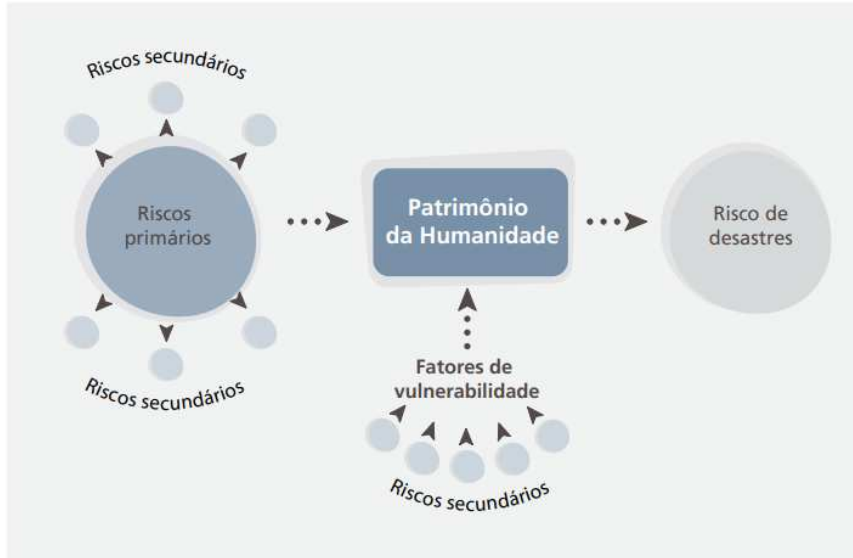 Riscos secundários
Riscos
primários
Riscos secundários
Patrimônio
da Humanidade
Risco de
desastres
Fatores de
vulnerabilidade
Riscos secundários